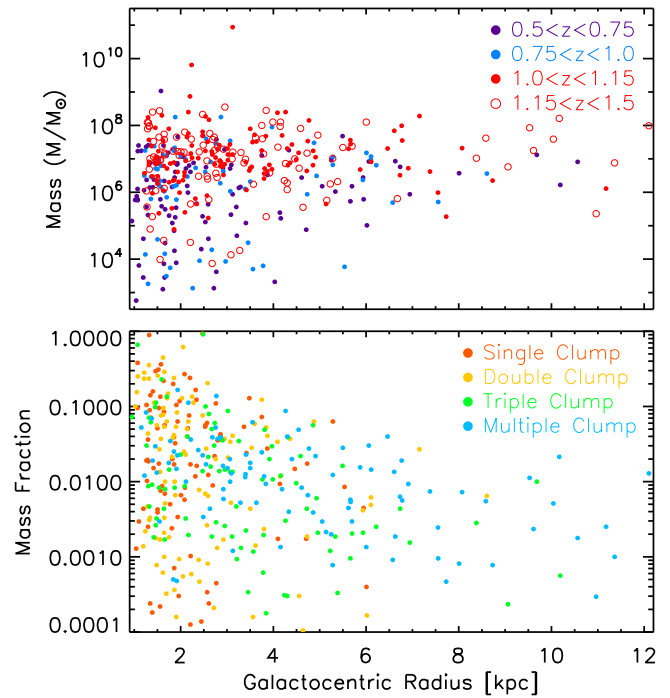 0.5<z<0.75
0.75<z<1.0
1.0<z<1.15
1.15<z<1.5
10^10
10^8
10^6
10^4
Mass (M/M☉)
Single Clump
Double Clump
Triple Clump
Multiple Clump
1.0000
0.1000
0.0100
0.0010
0.0001
Mass Fraction
2 4 6 8 10 12
Galactocentric Radius [kpc]